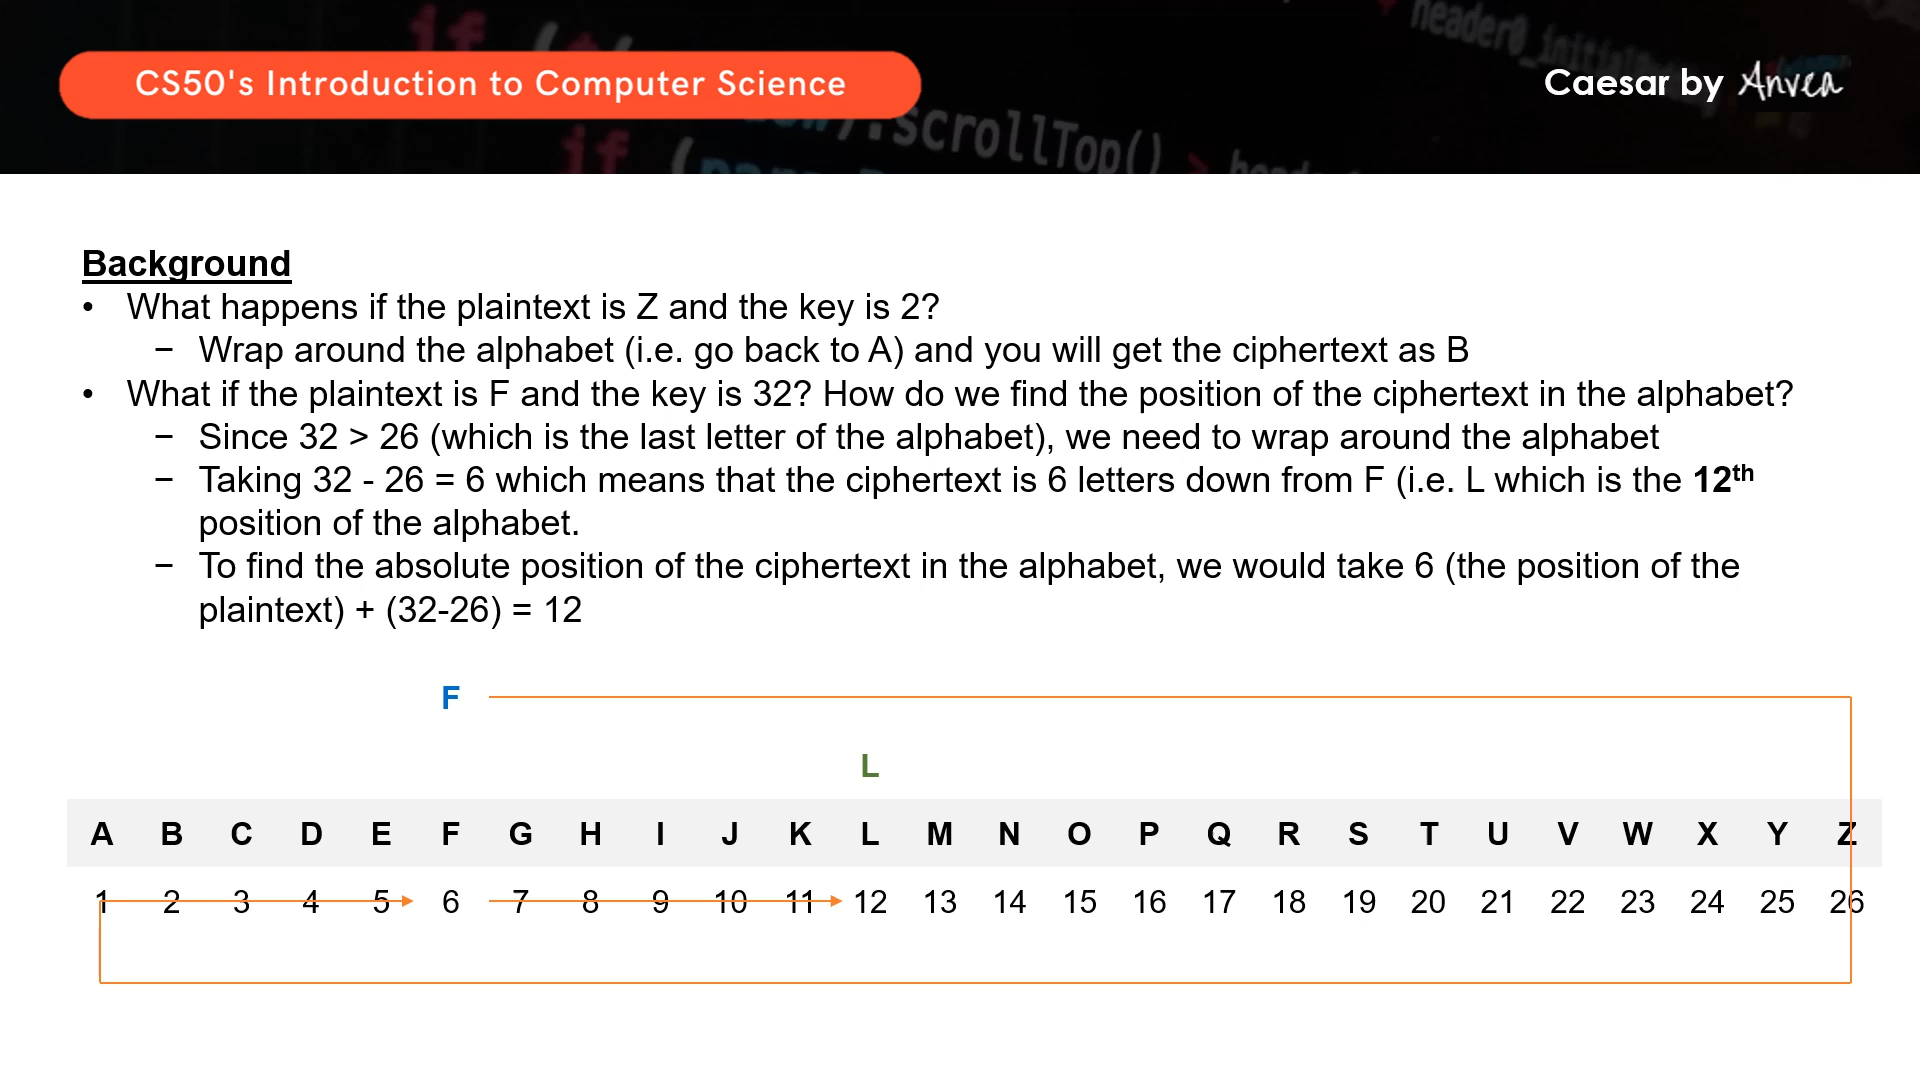 if (
CS50's Introduction to Computer Science
Caesar by Anvea
.scrollTop() >
if (
Background
• What happens if the plaintext is Z and the key is 2?
− Wrap around the alphabet (i.e. go back to A) and you will get the ciphertext as B
• What if the plaintext is F and the key is 32? How do we find the position of the ciphertext in the alphabet?
− Since 32 > 26 (which is the last letter of the alphabet), we need to wrap around the alphabet
− Taking 32 - 26 = 6 which means that the ciphertext is 6 letters down from F (i.e. L which is the 12th
position of the alphabet.
− To find the absolute position of the ciphertext in the alphabet, we would take 6 (the position of the
plaintext) + (32-26) = 12
F
L
A B C D E F G H I J K L M N O P Q R S T U V W X Y Z
1 2 3 4 5 6 7 8 9 10 11 12 13 14 15 16 17 18 19 20 21 22 23 24 25 26